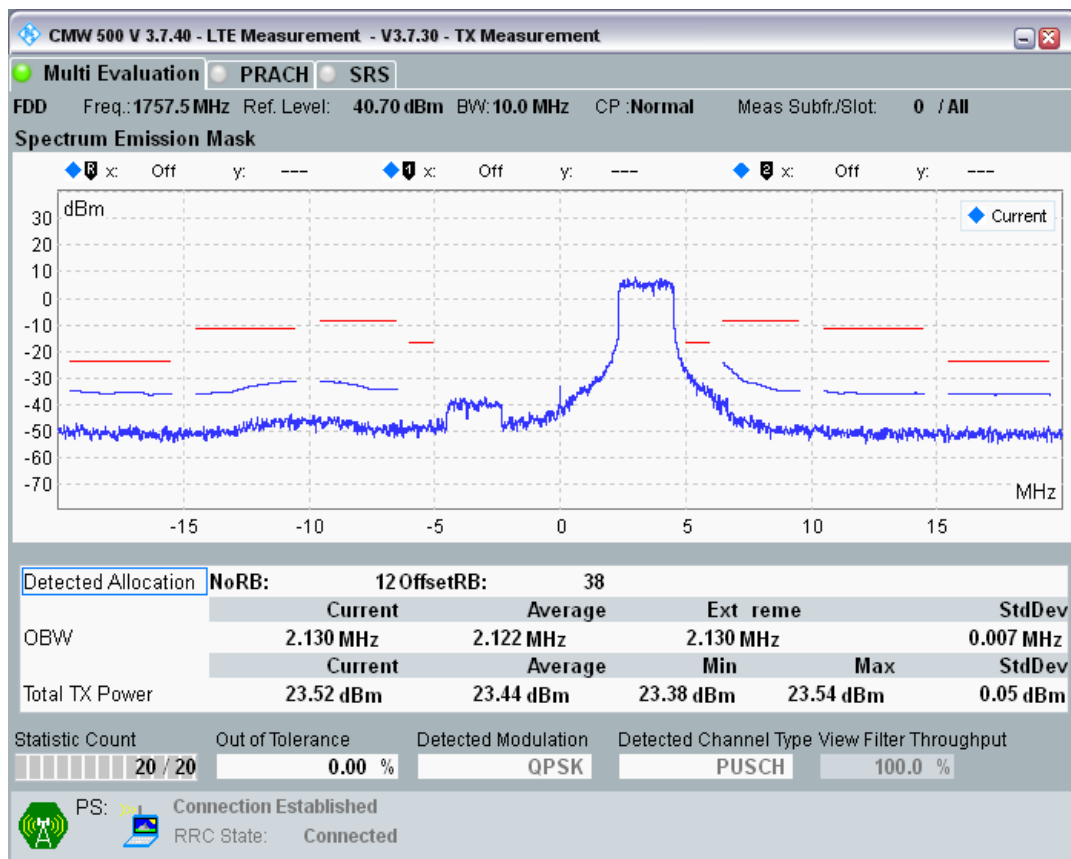 CMW 500 V 3.7.40 - LTE Measurement - V3.7.30 - TX Measurement
Multi Evaluation PRACH SRS
FDD Freq.: 1757.5 MHz Ref. Level: 40.70 dBm BW: 10.0 MHz CP :Normal Meas Subfr./Slot: 0 / All
Spectrum Emission Mask
R x: Off y: --- 1 x: Off y: --- 2 x: Off y: ---
dBm
Current
30
20
10
0
-10
-20
-30
-40
-50
-60
-70
MHz
-15 -10 -5 0 5 10 15
Detected Allocation NoRB: 12 OffsetRB: 38
Current Average Ext reme StdDev
OBW 2.130 MHz 2.122 MHz 2.130 MHz 0.007 MHz
Current Average Min Max StdDev
Total TX Power 23.52 dBm 23.44 dBm 23.38 dBm 23.54 dBm 0.05 dBm
Statistic Count Out of Tolerance Detected Modulation Detected Channel Type View Filter Throughput
20 / 20 0.00 % QPSK PUSCH 100.0 %
PS: Connection Established
RRC State: Connected